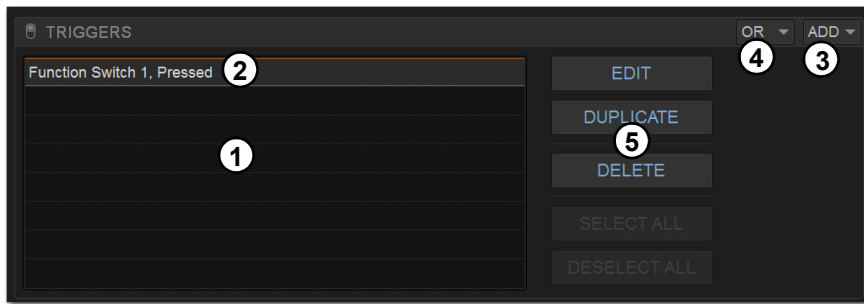 TRIGGERS
OR
ADD
4
3
Function Switch 1, Pressed
2
EDIT
DUPLICATE
5
1
DELETE
SELECT ALL
DESELECT ALL